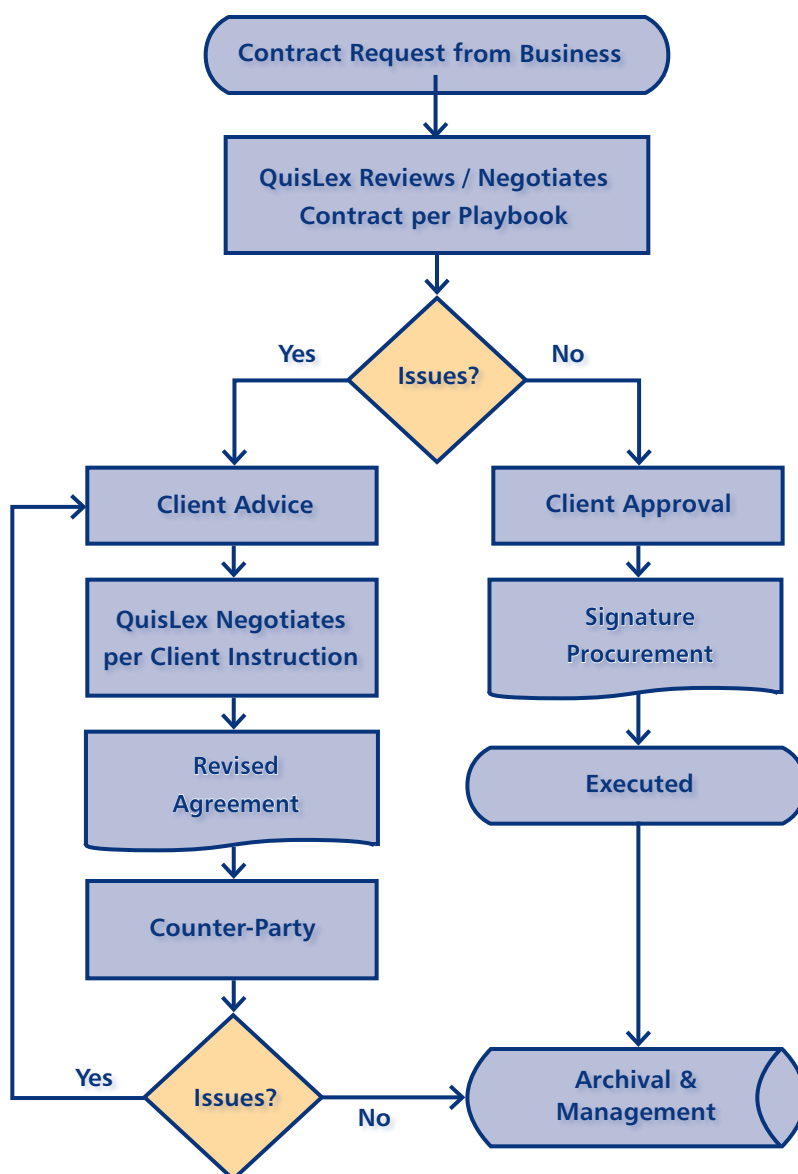 Contract Request from Business
QuisLex Reviews / Negotiates
Contract per Playbook
Yes
No
Issues?
Client Advice
Client Approval
QuisLex Negotiates
per Client Instruction
Signature
Procurement
Revised
Agreement
Executed
Counter-Party
Yes
Issues?
No
Archival &
Management